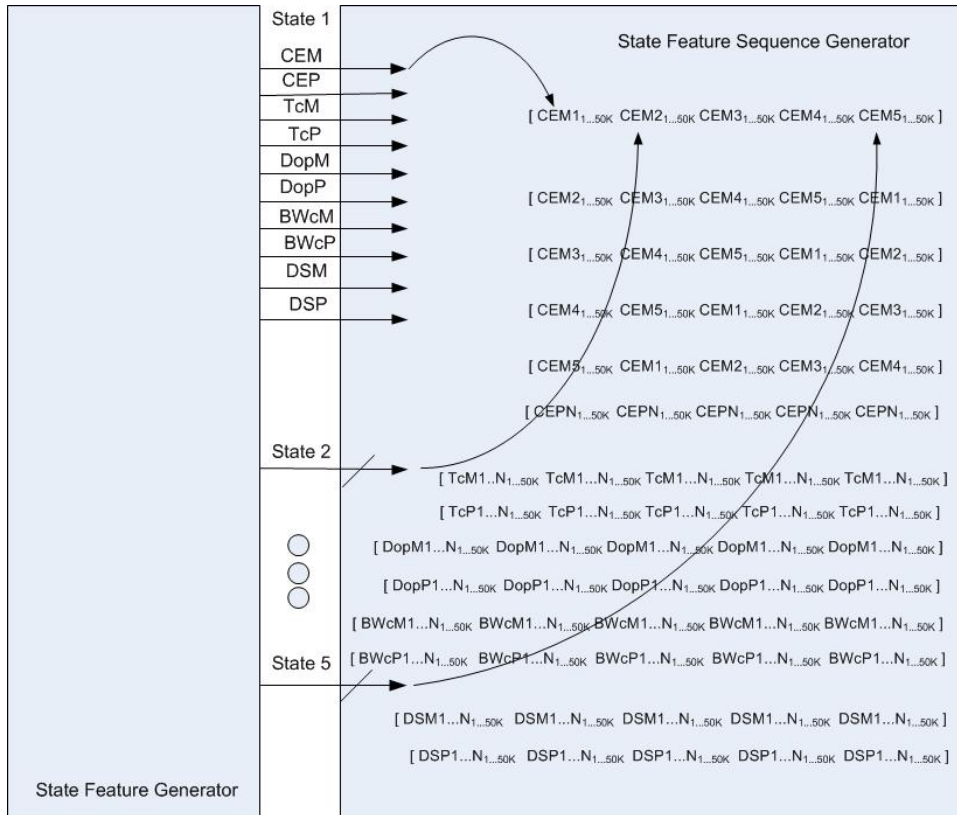 State 1
CEM
CEP
TcM
TcP
DopM
DopP
BWcM
BWcP
DSM
DSP
State 2
State 5
State Feature Generator
State Feature Sequence Generator
[ CEM1₁...₅₀K CEM2₁...₅₀K CEM3₁...₅₀K CEM4₁...₅₀K CEM5₁...₅₀K ]
[ CEM2₁...₅₀K CEM3₁...₅₀K CEM4₁...₅₀K CEM5₁...₅₀K CEM1₁...₅₀K ]
[ CEM3₁...₅₀K CEM4₁...₅₀K CEM5₁...₅₀K CEM1₁...₅₀K CEM2₁...₅₀K ]
[ CEM4₁...₅₀K CEM5₁...₅₀K CEM1₁...₅₀K CEM2₁...₅₀K CEM3₁...₅₀K ]
[ CEM5₁...₅₀K CEM1₁...₅₀K CEM2₁...₅₀K CEM3₁...₅₀K CEM4₁...₅₀K ]
[ CEPN₁...₅₀K CEPN₁...₅₀K CEPN₁...₅₀K CEPN₁...₅₀K CEPN₁...₅₀K ]
[ TcM1..N₁...₅₀K TcM1...N₁...₅₀K TcM1...N₁...₅₀K TcM1...N₁...₅₀K TcM1...N₁...₅₀K ]
[ TcP1...N₁...₅₀K TcP1...N₁...₅₀K TcP1...N₁...₅₀K TcP1...N₁...₅₀K TcP1...N₁...₅₀K ]
[ DopM1...N₁...₅₀K DopM1...N₁...₅₀K DopM1...N₁...₅₀K DopM1...N₁...₅₀K DopM1...N₁...₅₀K ]
[ DopP1...N₁...₅₀K DopP1...N₁...₅₀K DopP1...N₁...₅₀K DopP1...N₁...₅₀K DopP1...N₁...₅₀K ]
[ BWcM1...N₁...₅₀K BWcM1...N₁...₅₀K BWcM1...N₁...₅₀K BWcM1...N₁...₅₀K BWcM1...N₁...₅₀K ]
[ BWcP1...N₁...₅₀K BWcP1...N₁...₅₀K BWcP1...N₁...₅₀K BWcP1...N₁...₅₀K BWcP1...N₁...₅₀K ]
[ DSM1...N₁...₅₀K DSM1...N₁...₅₀K DSM1...N₁...₅₀K DSM1...N₁...₅₀K DSM1...N₁...₅₀K ]
[ DSP1...N₁...₅₀K DSP1...N₁...₅₀K DSP1...N₁...₅₀K DSP1...N₁...₅₀K DSP1...N₁...₅₀K ]